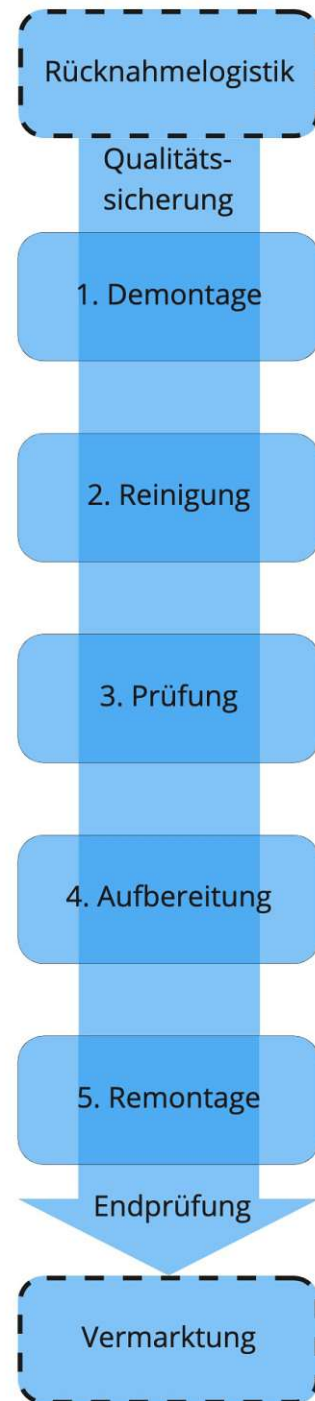 Rücknahmelogistik
Qualitäts-
sicherung
1. Demontage
2. Reinigung
3. Prüfung
4. Aufbereitung
5. Remontage
Endprüfung
Vermarktung